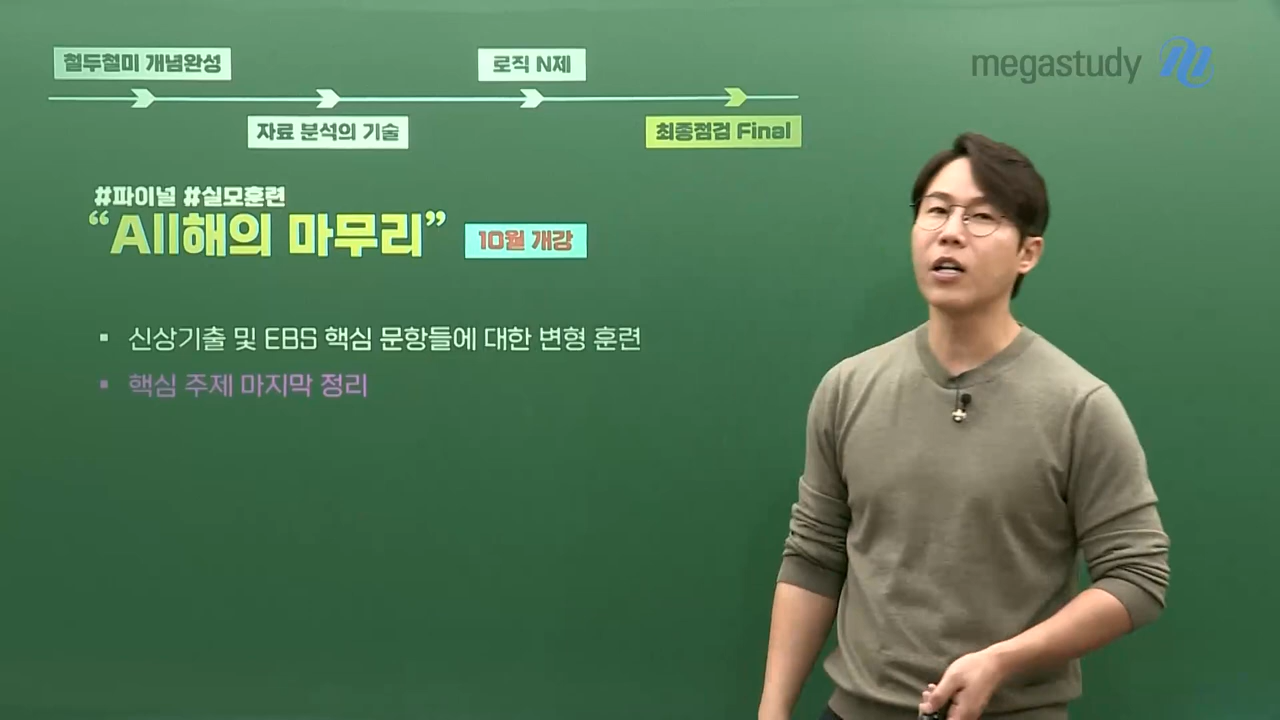 철두철미 개념완성
로직 N제
자료 분석의 기술
최종점검 Final
megastudy
#파이널 #실모훈련
“All해의 마무리”
10월 개강
▪ 신상기출 및 EBS 핵심 문항들에 대한 변형 훈련
▪ 핵심 주제 마지막 정리